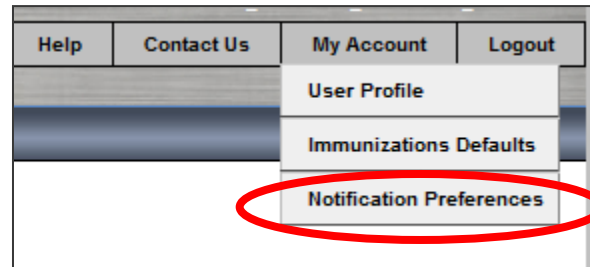 Help Contact Us My Account Logout
User Profile
Immunizations Defaults
Notification Preferences